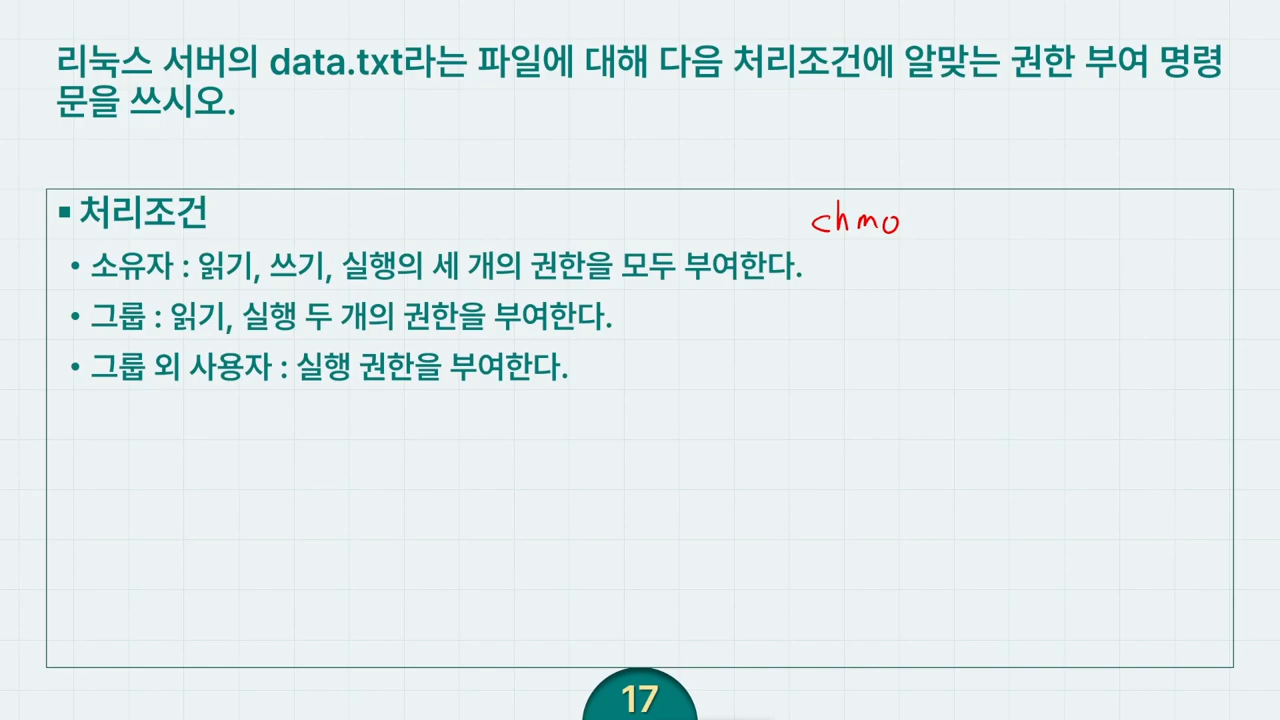 리눅스 서버의 data.txt라는 파일에 대해 다음 처리조건에 알맞는 권한 부여 명령
문을 쓰시오.
▪ 처리조건
chmo
• 소유자 : 읽기, 쓰기, 실행의 세 개의 권한을 모두 부여한다.
• 그룹 : 읽기, 실행 두 개의 권한을 부여한다.
• 그룹 외 사용자 : 실행 권한을 부여한다.
17